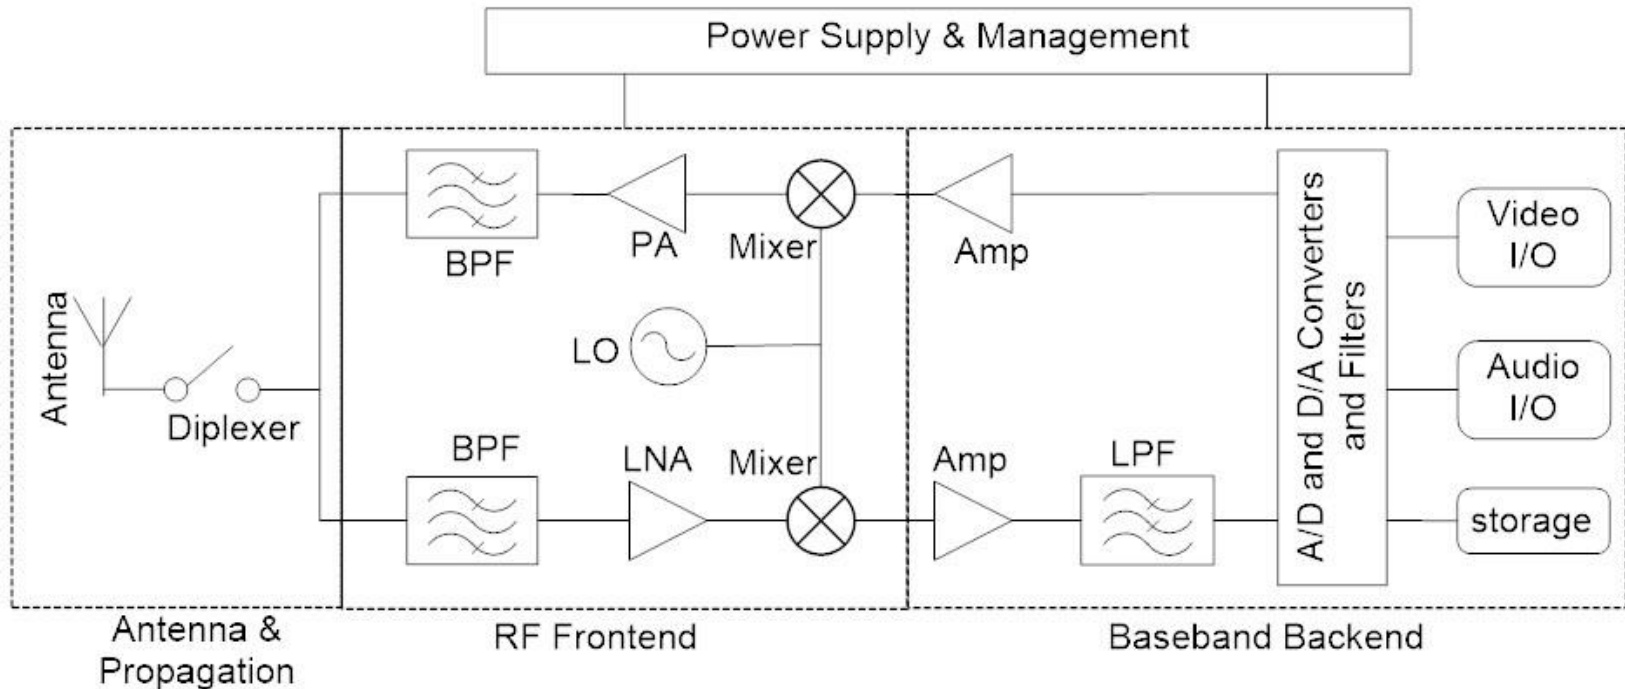 Power Supply & Management
BPF
PA
Mixer
Amp
Antenna
Diplexer
LO
BPF
LNA
Mixer
Amp
LPF
A/D and D/A Converters
and Filters
Video
I/O
Audio
I/O
storage
Antenna &
Propagation
RF Frontend
Baseband Backend